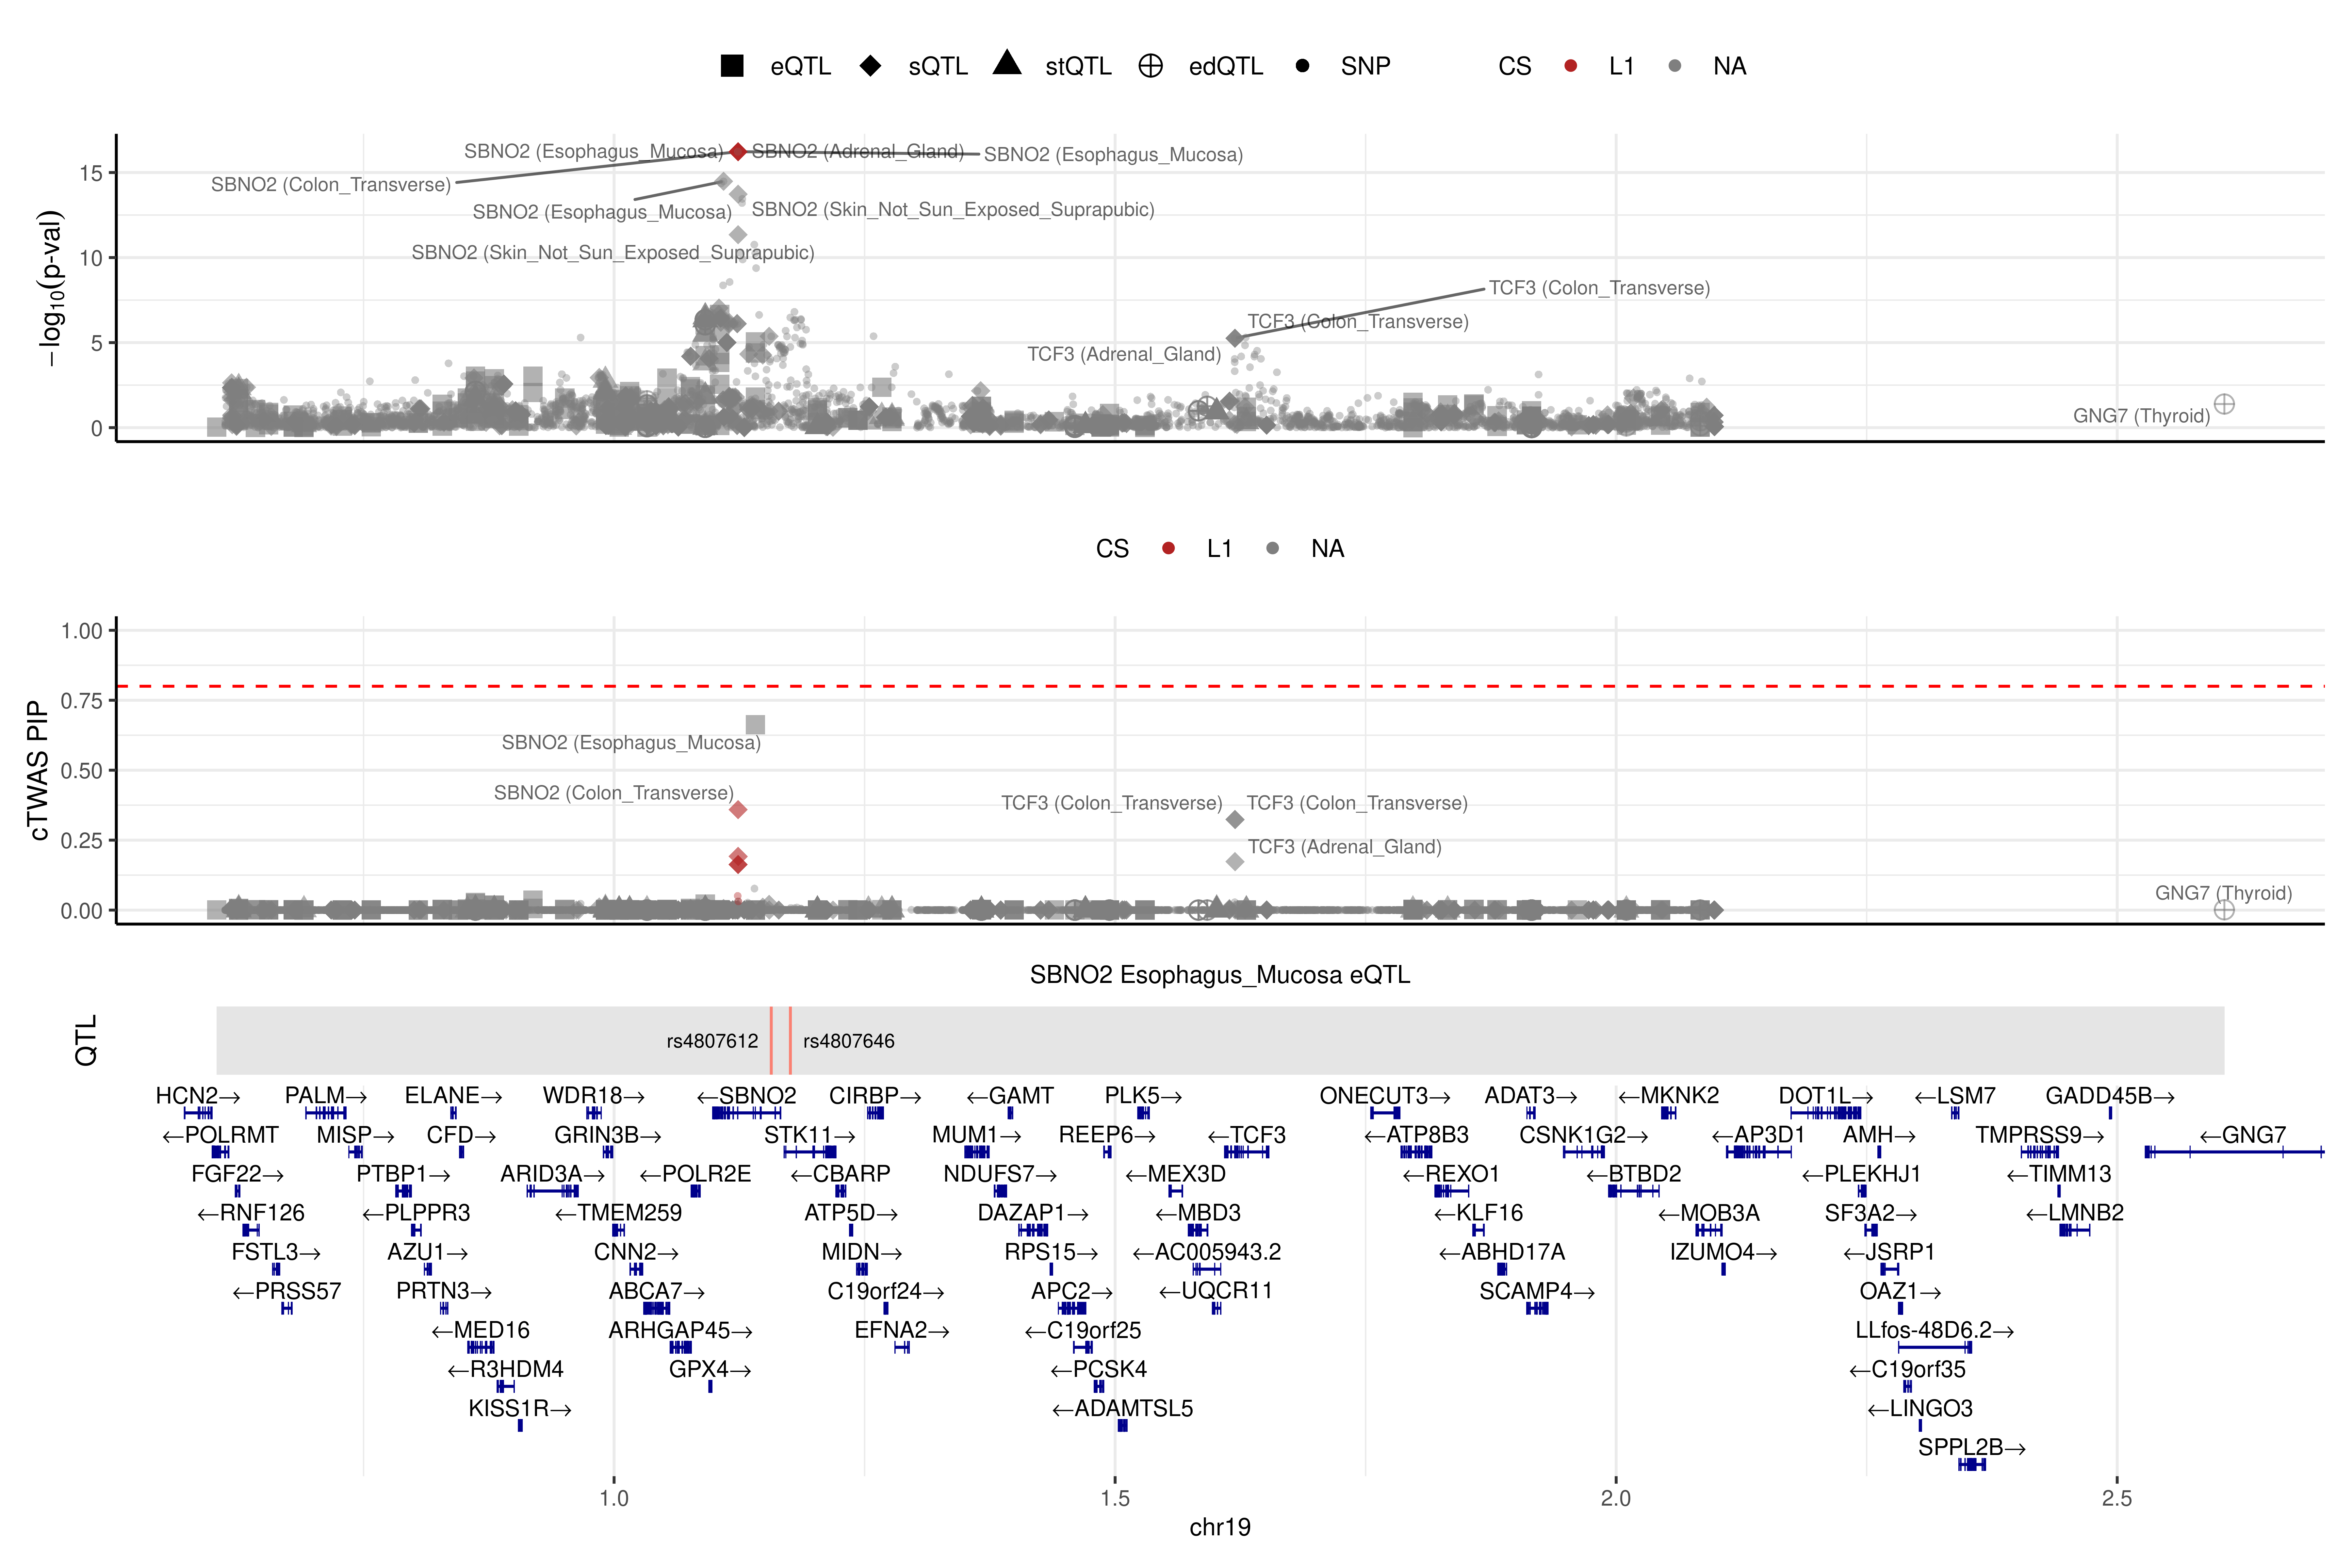 eQTL sQTL stQTL edQTL SNP CS L1 NA
SBNO2 (Esophagus_Mucosa) SBNO2 (Adrenal_Gland) SBNO2 (Esophagus_Mucosa)
SBNO2 (Colon_Transverse)
SBNO2 (Esophagus_Mucosa) SBNO2 (Skin_Not_Sun_Exposed_Suprapubic)
SBNO2 (Skin_Not_Sun_Exposed_Suprapubic)
TCF3 (Colon_Transverse)
TCF3 (Colon_Transverse)
TCF3 (Adrenal_Gland)
GNG7 (Thyroid)
15
10
5
0
−log10(p-val)
CS L1 NA
1.00
0.75
0.50
0.25
0.00
cTWAS PIP
SBNO2 (Esophagus_Mucosa)
SBNO2 (Colon_Transverse)
TCF3 (Colon_Transverse) TCF3 (Colon_Transverse)
TCF3 (Adrenal_Gland)
GNG7 (Thyroid)
SBNO2 Esophagus_Mucosa eQTL
QTL
rs4807612 rs4807646
HCN2→ PALM→ ELANE→ WDR18→ ←SBNO2 CIRBP→ ←GAMT PLK5→ ONECUT3→ ADAT3→ ←MKNK2 DOT1L→ ←LSM7 GADD45B→
←POLRMT MISP→ CFD→ GRIN3B→ STK11→ MUM1→ REEP6→ ←TCF3 ←ATP8B3 CSNK1G2→ ←AP3D1 AMH→ TMPRSS9→ ←GNG7
FGF22→ PTBP1→ ARID3A→ ←POLR2E ←CBARP NDUFS7→ ←MEX3D ←REXO1 ←BTBD2 ←PLEKHJ1 ←TIMM13
←RNF126 ←PLPPR3 ←TMEM259 ATP5D→ DAZAP1→ ←MBD3 ←KLF16 ←MOB3A SF3A2→ ←LMNB2
FSTL3→ AZU1→ CNN2→ MIDN→ RPS15→ ←AC005943.2 ←ABHD17A IZUMO4→ ←JSRP1
←PRSS57 PRTN3→ ABCA7→ C19orf24→ APC2→ ←UQCR11 SCAMP4→ OAZ1→
←MED16 ARHGAP45→ EFNA2→ ←C19orf25 LLfos-48D6.2→
←R3HDM4 GPX4→ ←PCSK4 ←C19orf35
KISS1R→ ←ADAMTSL5 ←LINGO3
SPPL2B→
1.0 1.5 2.0 2.5
chr19